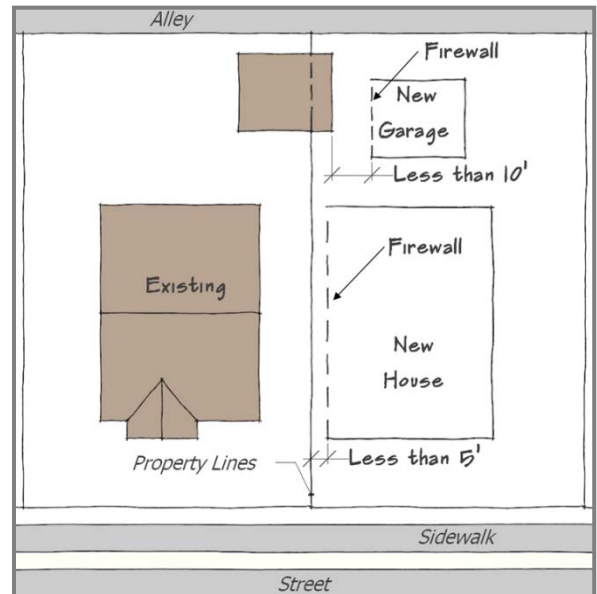 Alley
Firewall
New
Garage
Less than 10'
Firewall
Existing
New
House
Less than 5'
Property Lines
Sidewalk
Street